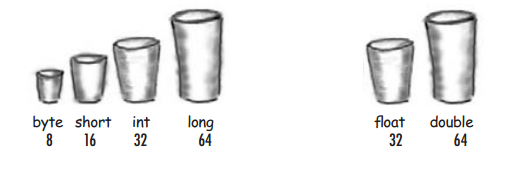 byte short int long float double
8 16 32 64 32 64